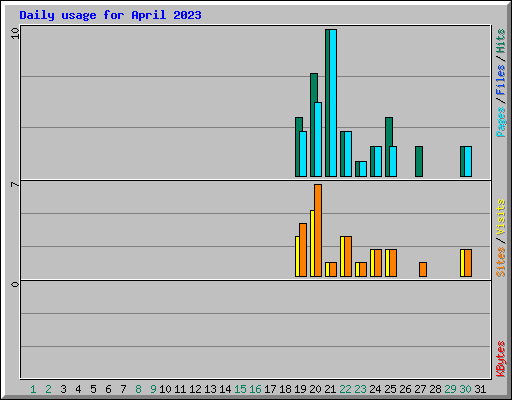 Daily usage for April 2023
10
7
0
Pages / Files / Hits
Sites / Visits
KBytes
1 2 3 4 5 6 7 8 9 10 11 12 13 14 15 16 17 18 19 20 21 22 23 24 25 26 27 28 29 30 31